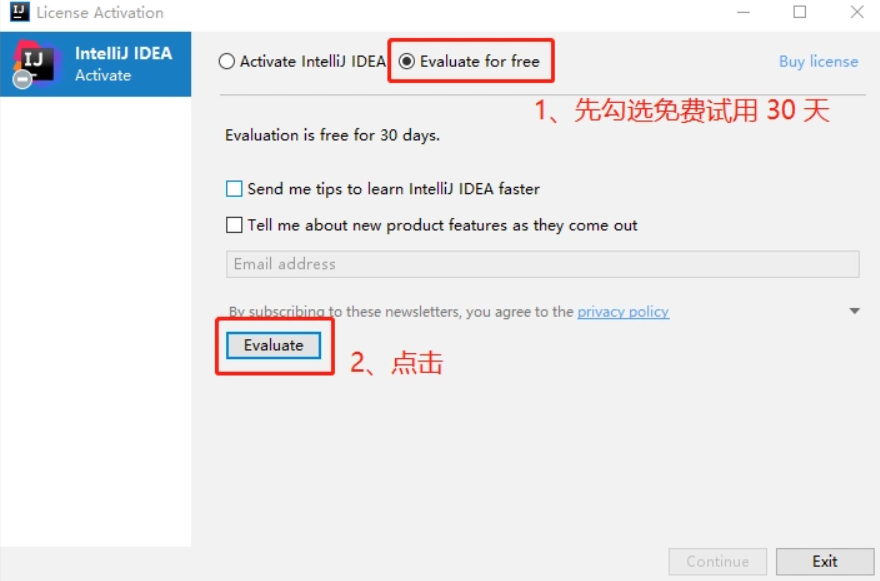 License Activation
IntelliJ IDEA
Activate
Activate IntelliJ IDEA
Evaluate for free
Buy license
1、先勾选免费试用 30 天
Evaluation is free for 30 days.
Send me tips to learn IntelliJ IDEA faster
Tell me about new product features as they come out
Email address
By subscribing to these newsletters, you agree to the privacy policy
Evaluate
2、点击
Continue
Exit